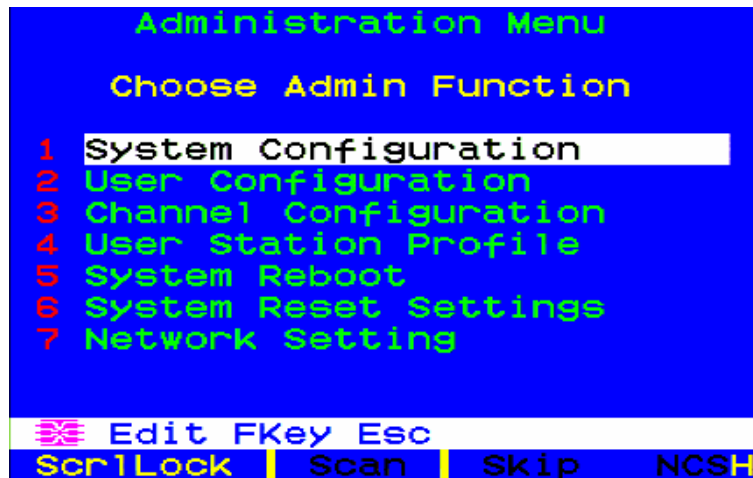 Administration Menu
Choose Admin Function
1 System Configuration
2 User Configuration
3 Channel Configuration
4 User Station Profile
5 System Reboot
6 System Reset Settings
7 Network Setting
Edit FKey Esc
ScrlLock Scan Skip NCSH